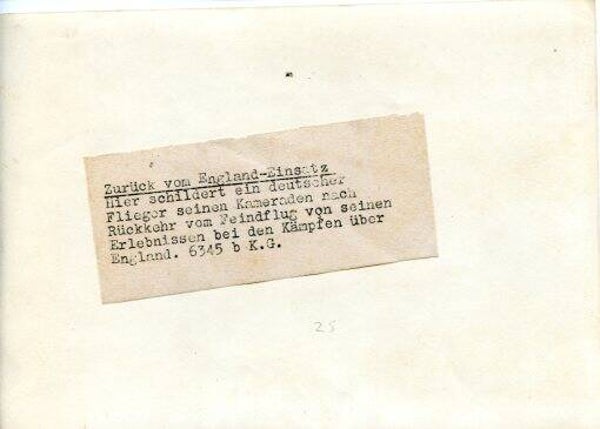 Zurück vom England-Einsatz
Hier schildert ein deutscher
Flieger seinen Kameraden nach
Rückkehr vom Feindflug von seinen
Erlebnissen bei den Kämpfen über
England. 6345 b K.G.
25